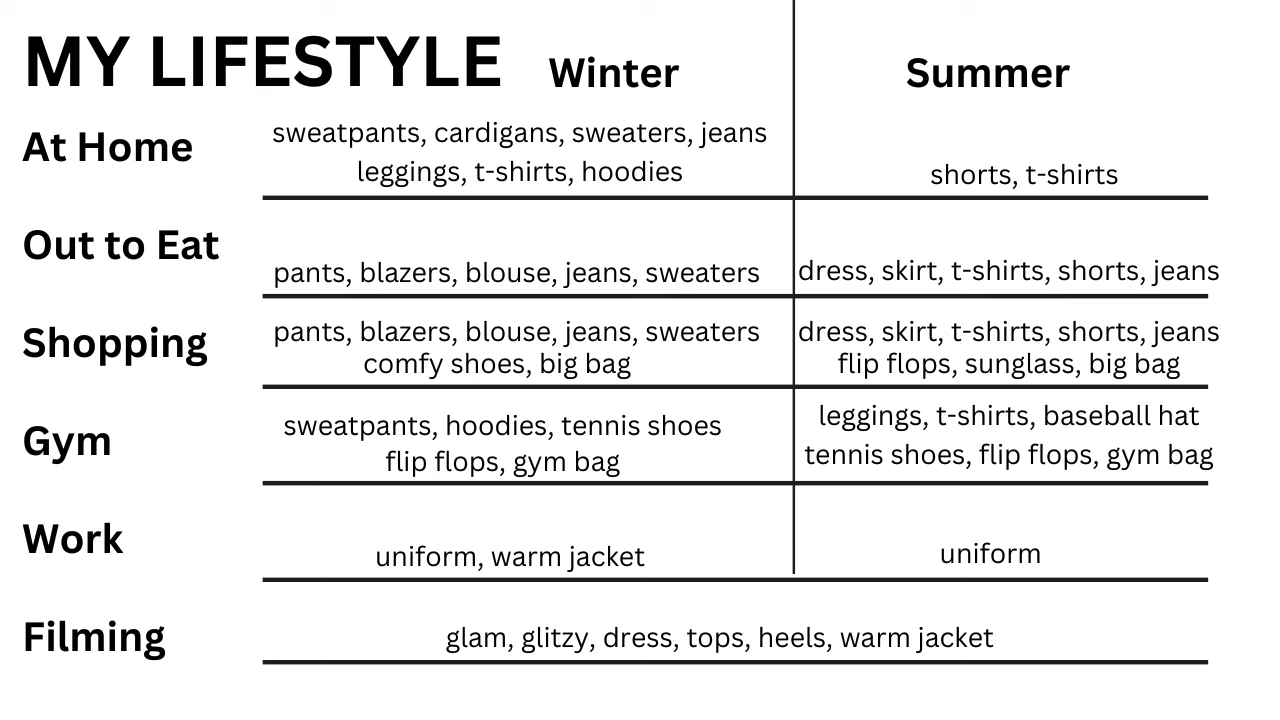 MY LIFESTYLE Winter Summer
At Home
sweatpants, cardigans, sweaters, jeans
leggings, t-shirts, hoodies
shorts, t-shirts
Out to Eat
pants, blazers, blouse, jeans, sweaters
dress, skirt, t-shirts, shorts, jeans
Shopping
pants, blazers, blouse, jeans, sweaters
comfy shoes, big bag
dress, skirt, t-shirts, shorts, jeans
flip flops, sunglass, big bag
Gym
sweatpants, hoodies, tennis shoes
flip flops, gym bag
leggings, t-shirts, baseball hat
tennis shoes, flip flops, gym bag
Work
uniform, warm jacket
uniform
Filming
glam, glitzy, dress, tops, heels, warm jacket